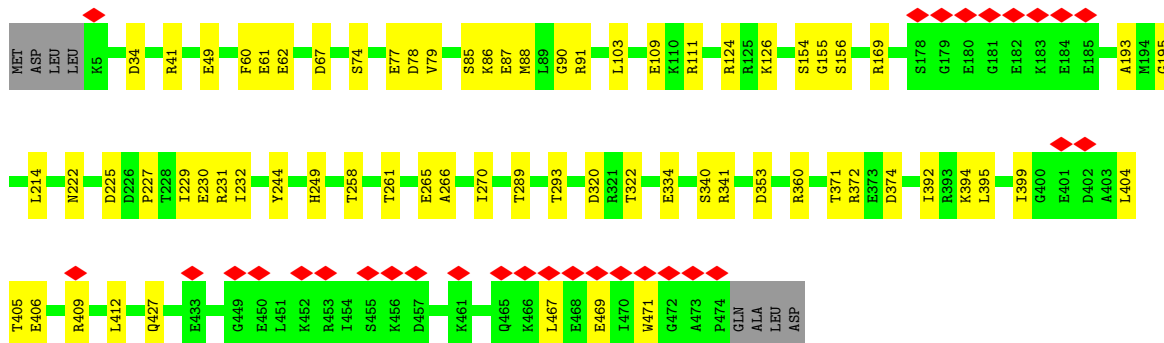 MET ASP LEU LEU K5 D34 R41 E49 F60 E61 E62 D67 S74 E77 D78 V79 S85 K86 E87 M88 L89 G90 R91 L103 E109 K110 R111 R124 R125 K126 S154 G155 S156 R169 S178 G179 E180 G181 E182 K183 E184 E185 A193 M194 G195
L214 N222 D225 D226 P227 T228 I229 E230 R231 I232 Y244 H249 T258 T261 E265 A266 I270 T289 T293 D320 R321 T322 E334 S340 R341 D353 R360 T371 R372 E373 D374 I392 R393 K394 L395 I399 G400 E401 D402 A403 L404
T405 E406 R409 L412 Q427 E433 G449 E450 L451 K452 R453 I454 S455 K456 D457 K461 Q465 K466 L467 E468 E469 I470 W471 G472 A473 P474 GLN ALA LEU ASP